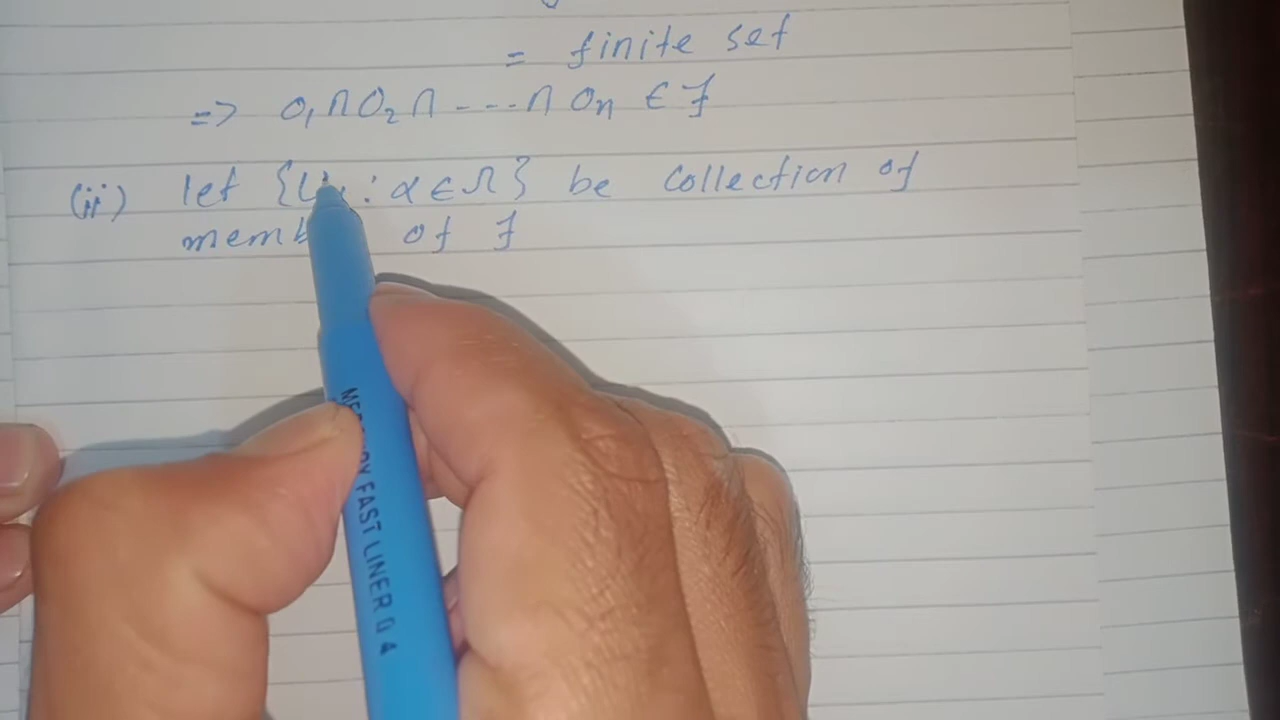 = finite set
=> O₁∩O₂∩ ---- ∩ Oₙ ∈ J
(ii) let {U : α ∈ Ω} be collection of
of J
FAST LINER 0.4